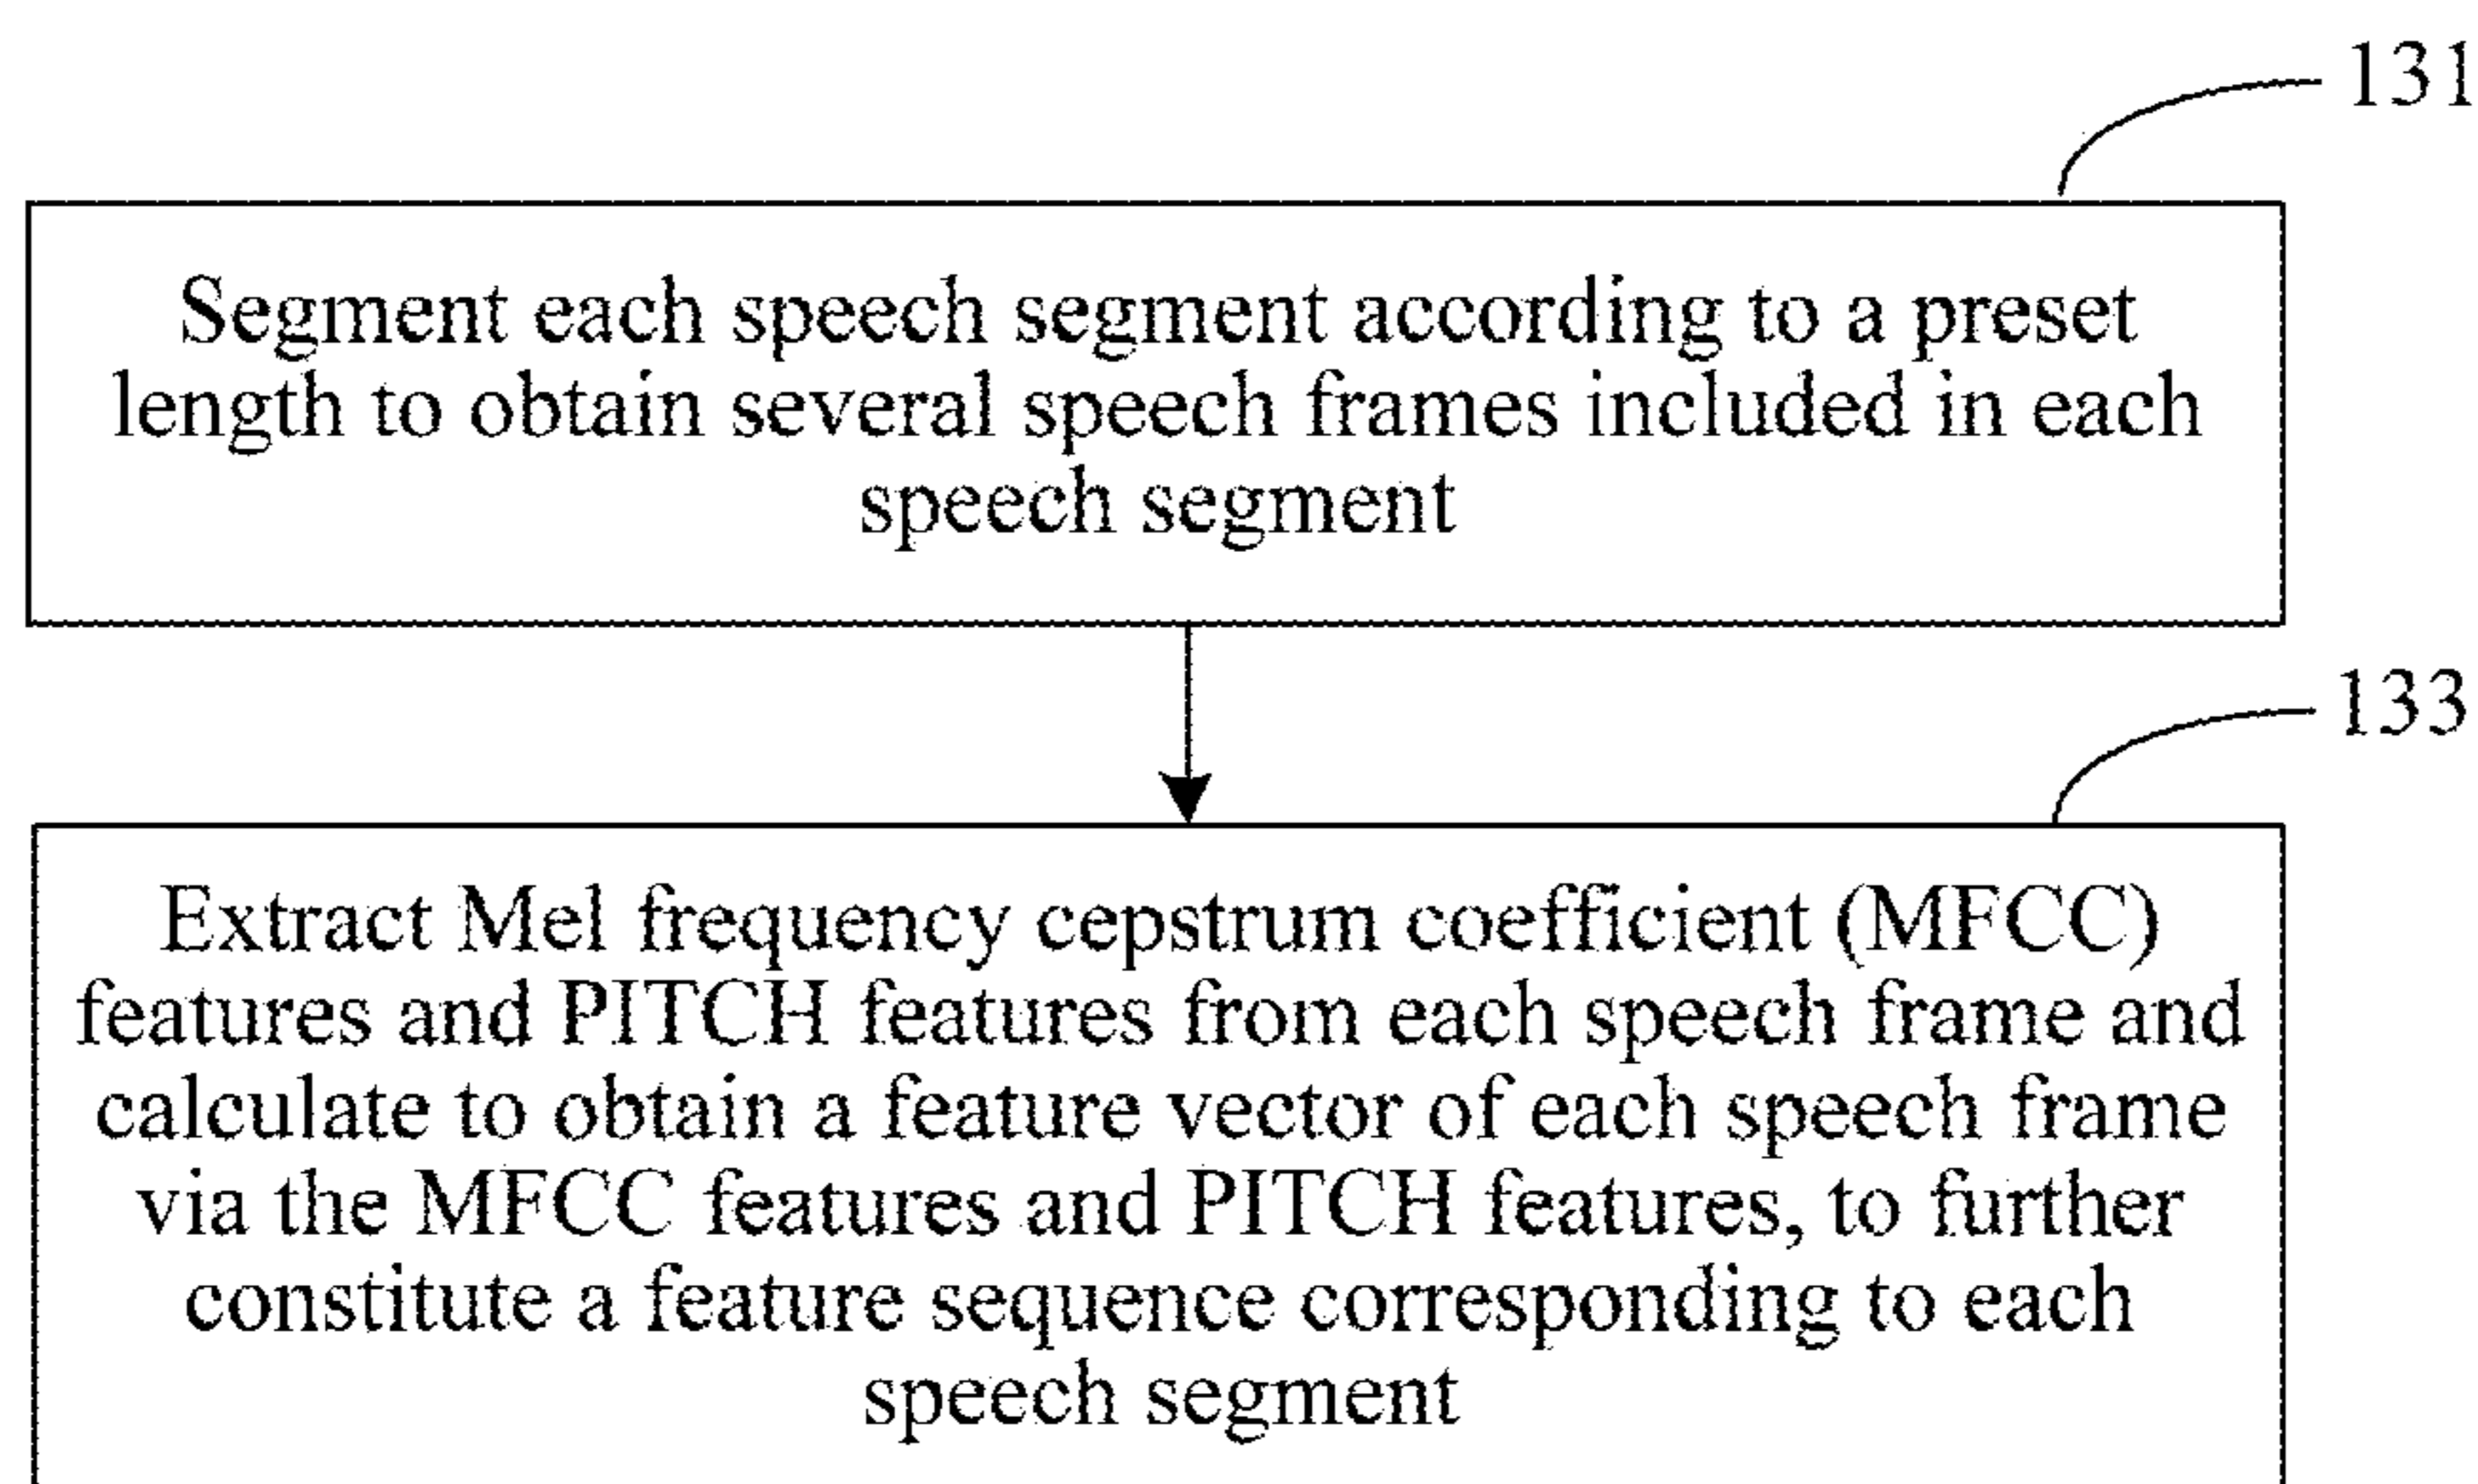 131
Segment each speech segment according to a preset
length to obtain several speech frames included in each
speech segment
133
Extract Mel frequency cepstrum coefficient (MFCC)
features and PITCH features from each speech frame and
calculate to obtain a feature vector of each speech frame
via the MFCC features and PITCH features, to further
constitute a feature sequence corresponding to each
speech segment